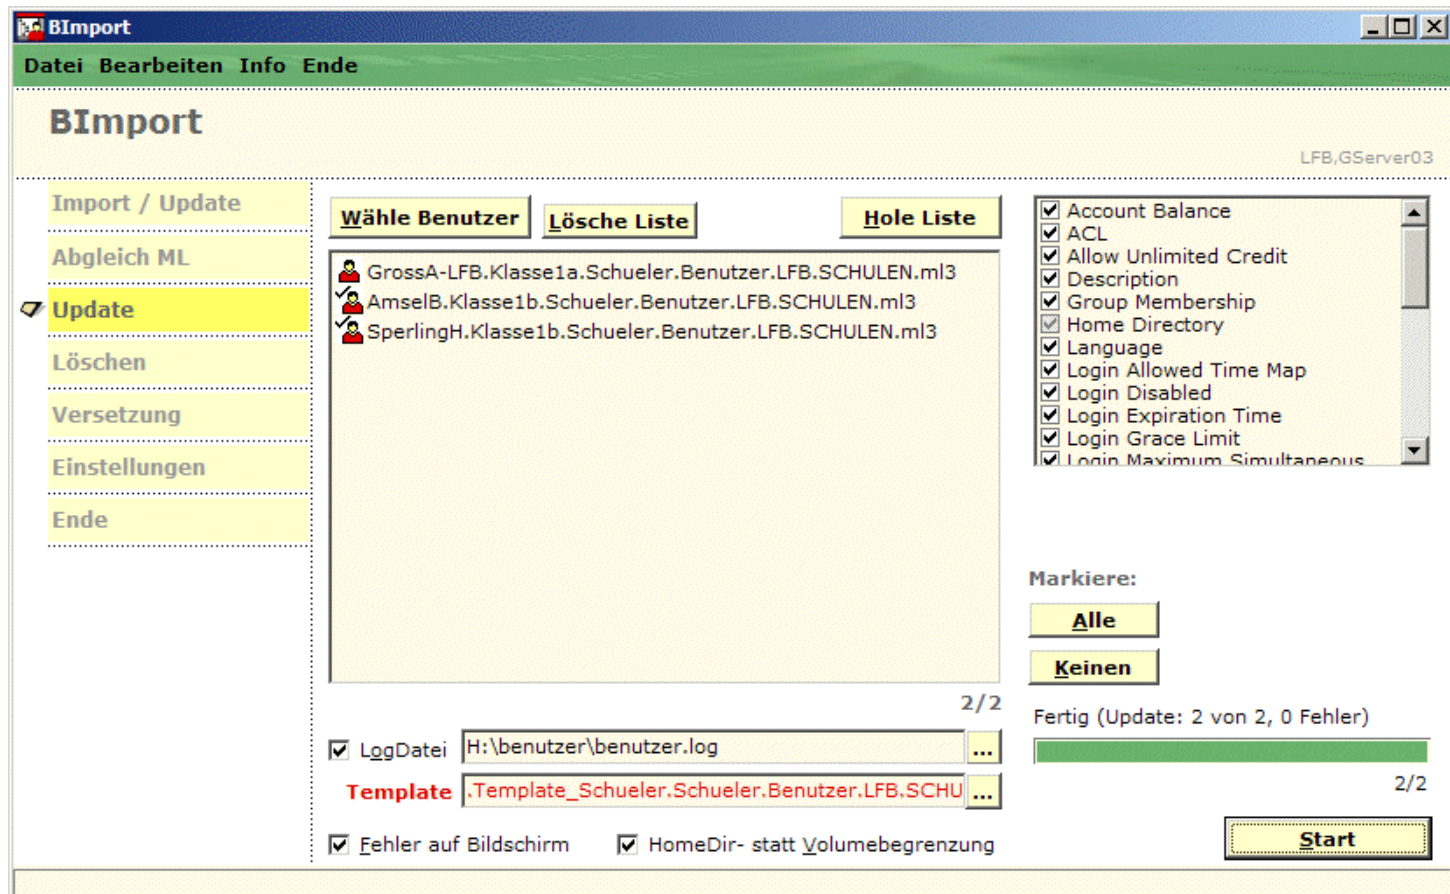 BImport
Datei Bearbeiten Info Ende
BImport
LFB,GServer03
Import / Update
Abgleich ML
Update
Löschen
Versetzung
Einstellungen
Ende
Wähle Benutzer
Lösche Liste
Hole Liste
GrossA-LFB.Klasse1a.Schueler.Benutzer.LFB.SCHULEN.ml3
AmselB.Klasse1b.Schueler.Benutzer.LFB.SCHULEN.ml3
SperlingH.Klasse1b.Schueler.Benutzer.LFB.SCHULEN.ml3
2/2
LogDatei H:\benutzer\benutzer.log ...
Template .Template_Schueler.Schueler.Benutzer.LFB.SCHU ...
Fehler auf Bildschirm HomeDir- statt Volumebegrenzung
Account Balance
ACL
Allow Unlimited Credit
Description
Group Membership
Home Directory
Language
Login Allowed Time Map
Login Disabled
Login Expiration Time
Login Grace Limit
Login Maximum Simultaneous
Markiere:
Alle
Keinen
Fertig (Update: 2 von 2, 0 Fehler)
2/2
Start